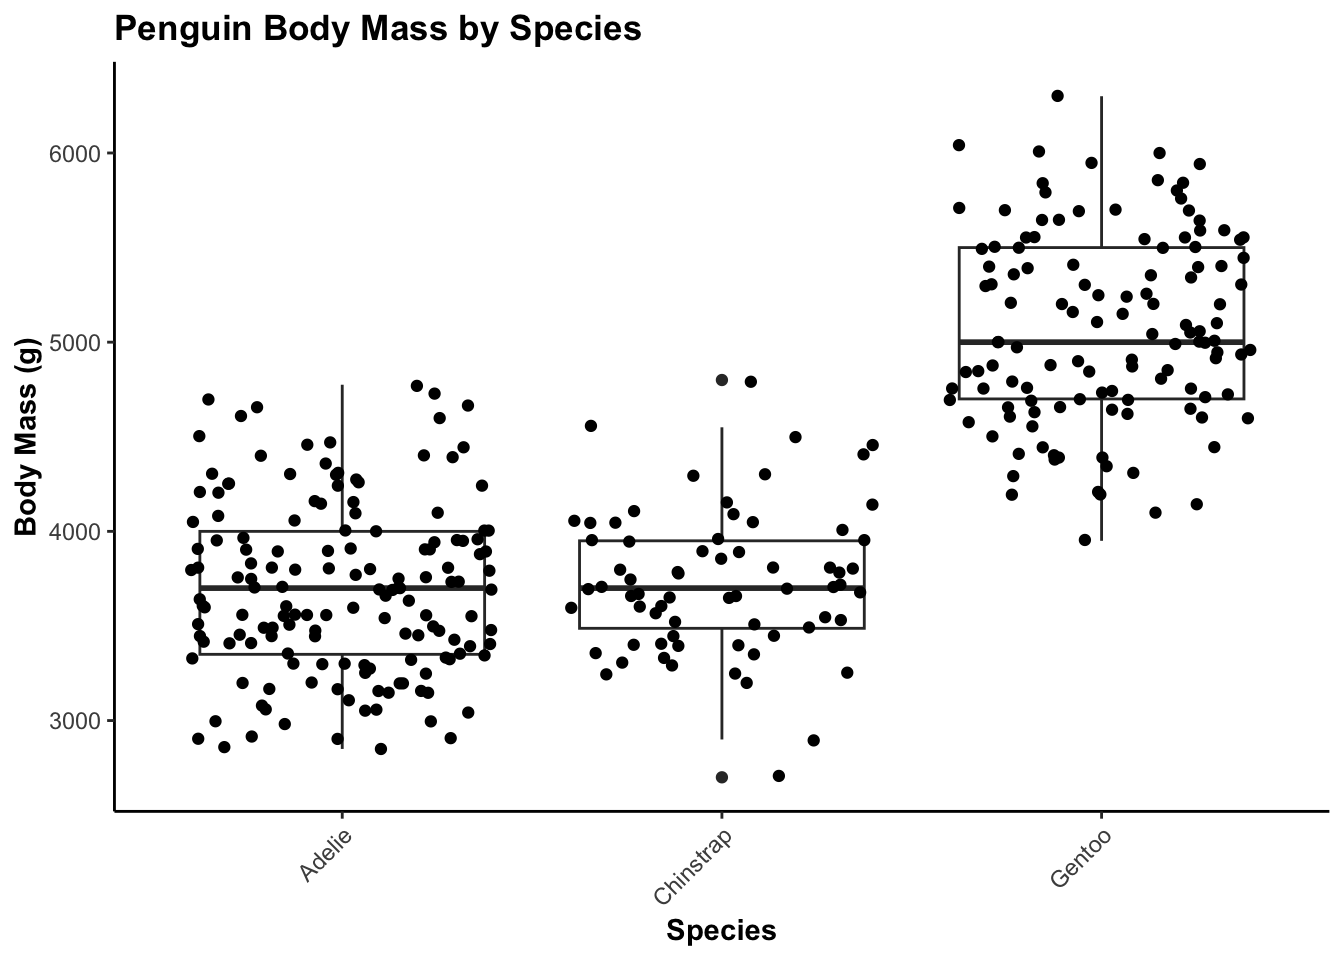 Penguin Body Mass by Species
Body Mass (g)
6000
5000
4000
3000
Adelie
Chinstrap
Gentoo
Species